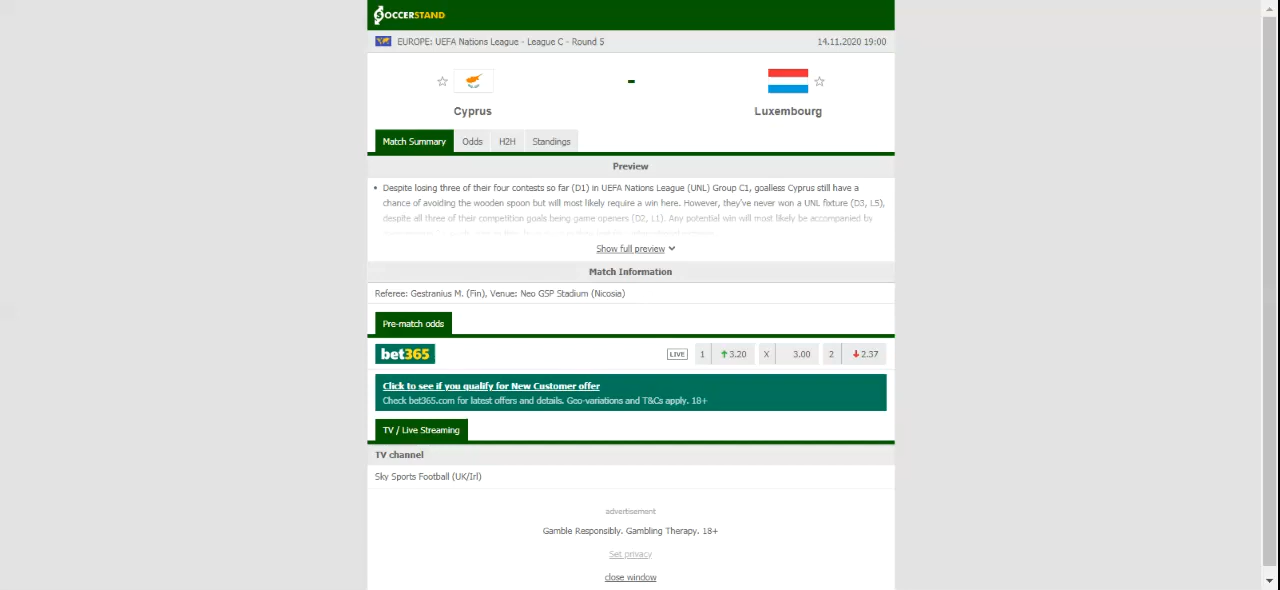 SOCCERSTAND
EUROPE: UEFA Nations League - League C - Round 5 14.11.2020 19:00
-
Cyprus Luxembourg
Match Summary Odds H2H Standings
Preview
• Despite losing three of their four contests so far (D1) in UEFA Nations League (UNL) Group C1, goalless Cyprus still have a
chance of avoiding the wooden spoon but will most likely require a win here. However, they've never won a UNL fixture (D3, L5),
despite all three of their competition goals being game openers (D2, L1). Any potential win will most likely be accompanied by
Show full preview
Match Information
Referee: Gestranius M. (Fin), Venue: Neo GSP Stadium (Nicosia)
Pre-match odds
bet365 LIVE 1 3.20 X 3.00 2 2.37
Click to see if you qualify for New Customer offer
Check bet365.com for latest offers and details. Geo-variations and T&Cs apply. 18+
TV / Live Streaming
TV channel
Sky Sports Football (UK/Irl)
advertisement
Gamble Responsibly. Gambling Therapy. 18+
Set privacy
close window